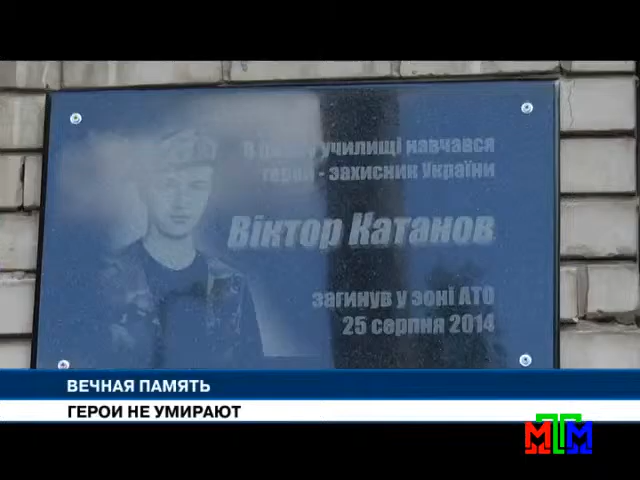 В цьому училищі навчався
герой - захисник України
Віктор Катанов
загинув у зоні АТО
25 серпня 2014
ВЕЧНАЯ ПАМЯТЬ
ГЕРОИ НЕ УМИРАЮТ
МТМ